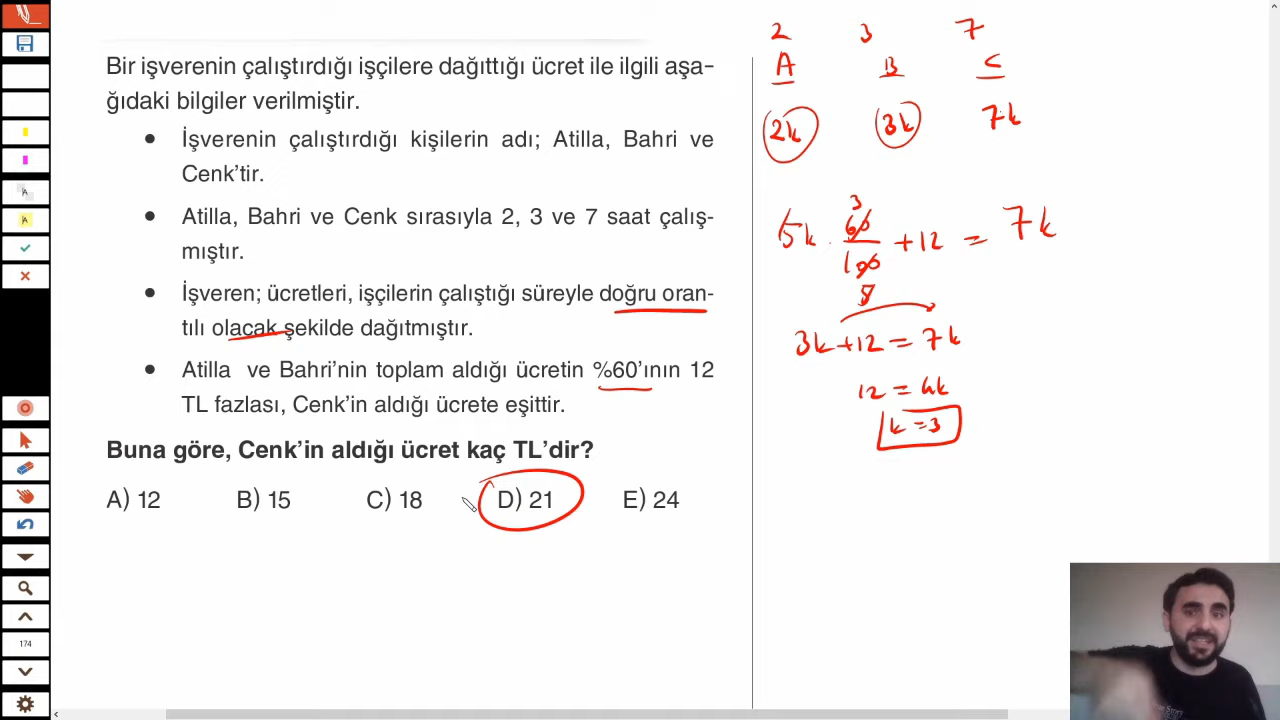 Bir işverenin çalıştırdığı işçilere dağıttığı ücret ile ilgili aşa-
ğıdaki bilgiler verilmiştir.
• İşverenin çalıştırdığı kişilerin adı; Atilla, Bahri ve
Cenk'tir.
• Atilla, Bahri ve Cenk sırasıyla 2, 3 ve 7 saat çalış-
mıştır.
• İşveren; ücretleri, işçilerin çalıştığı süreyle doğru oran-
tılı olacak şekilde dağıtmıştır.
• Atilla ve Bahri'nin toplam aldığı ücretin %60'ının 12
TL fazlası, Cenk'in aldığı ücrete eşittir.
Buna göre, Cenk'in aldığı ücret kaç TL'dir?
A) 12 B) 15 C) 18 D) 21 E) 24
2 3 7
A B C
2k 3k 7k
3
5k . 60/100 + 12 = 7k
5
3k + 12 = 7k
12 = 4k
k = 3
A
A
174